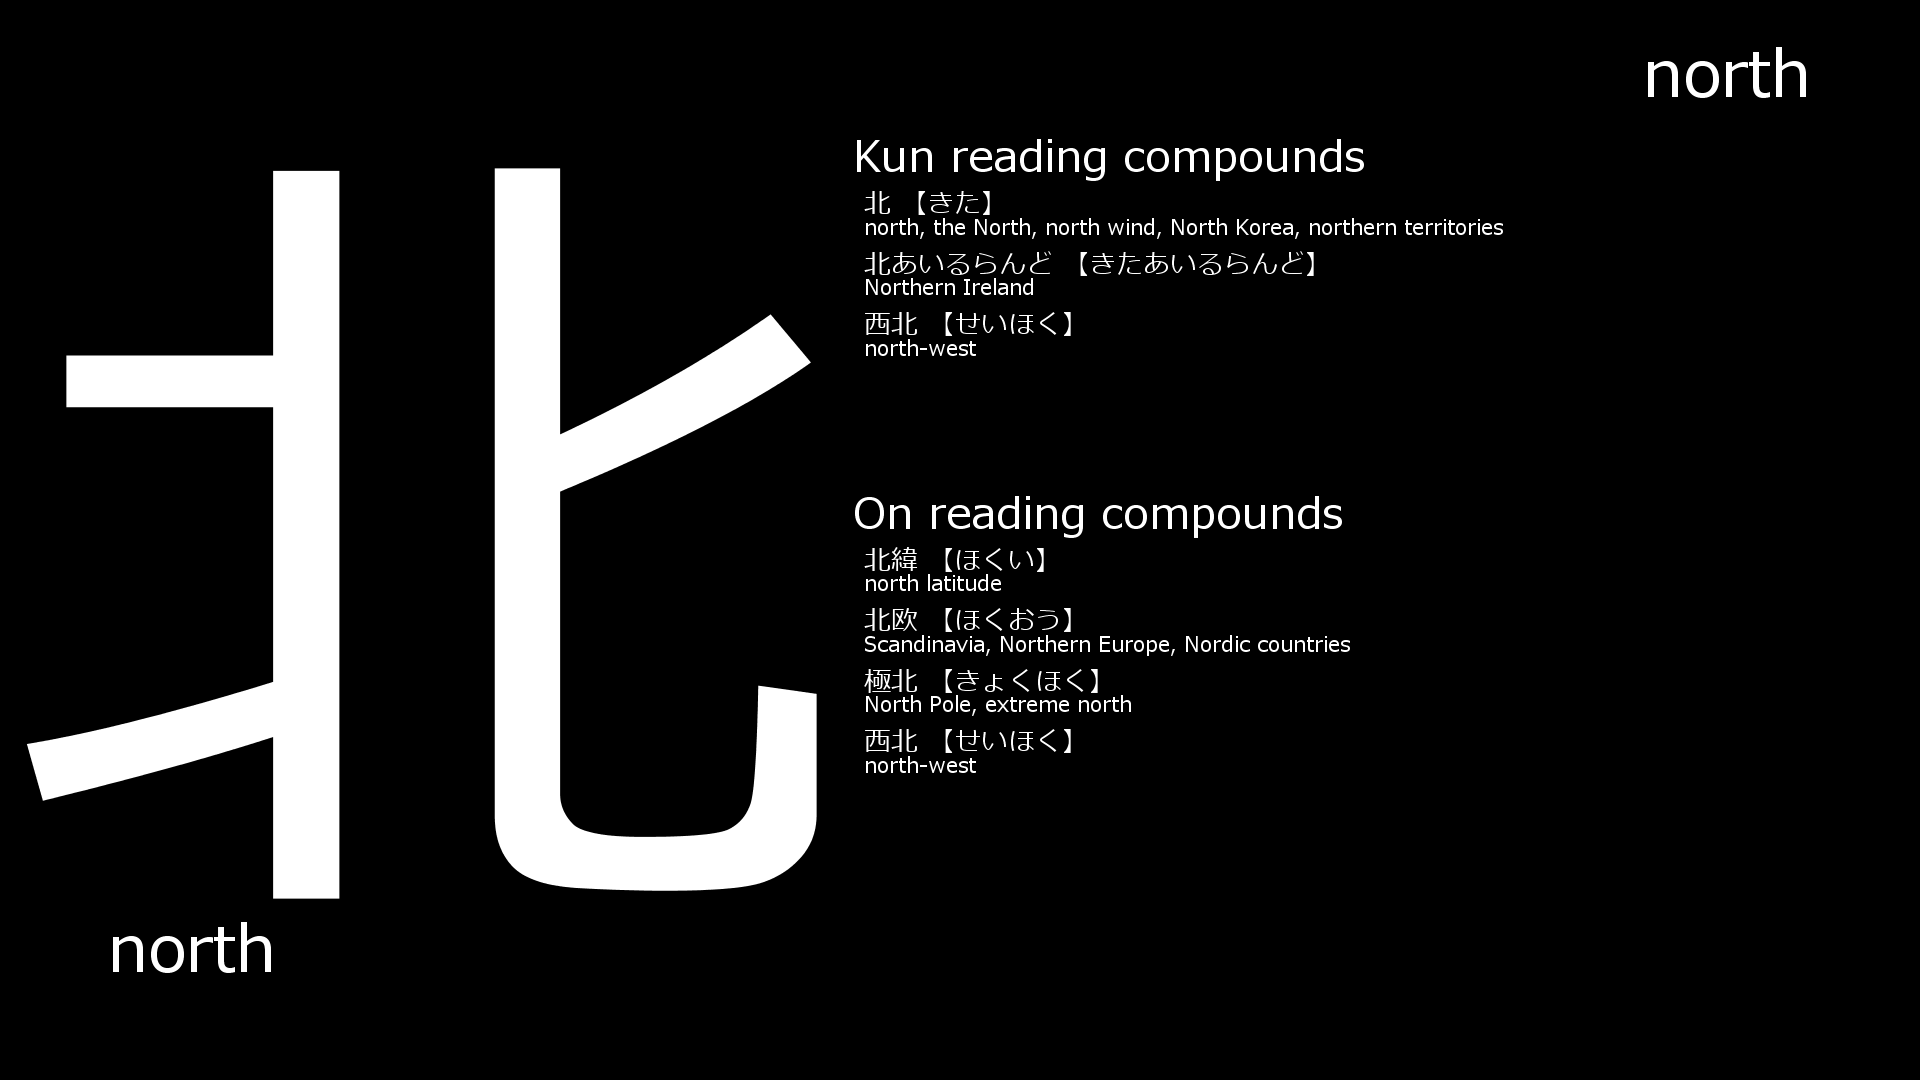 north
北
north
Kun reading compounds
北 【きた】
north, the North, north wind, North Korea, northern territories
北あいるらんど 【きたあいるらんど】
Northern Ireland
西北 【せいほく】
north-west
On reading compounds
北緯 【ほくい】
north latitude
北欧 【ほくおう】
Scandinavia, Northern Europe, Nordic countries
極北 【きょくほく】
North Pole, extreme north
西北 【せいほく】
north-west